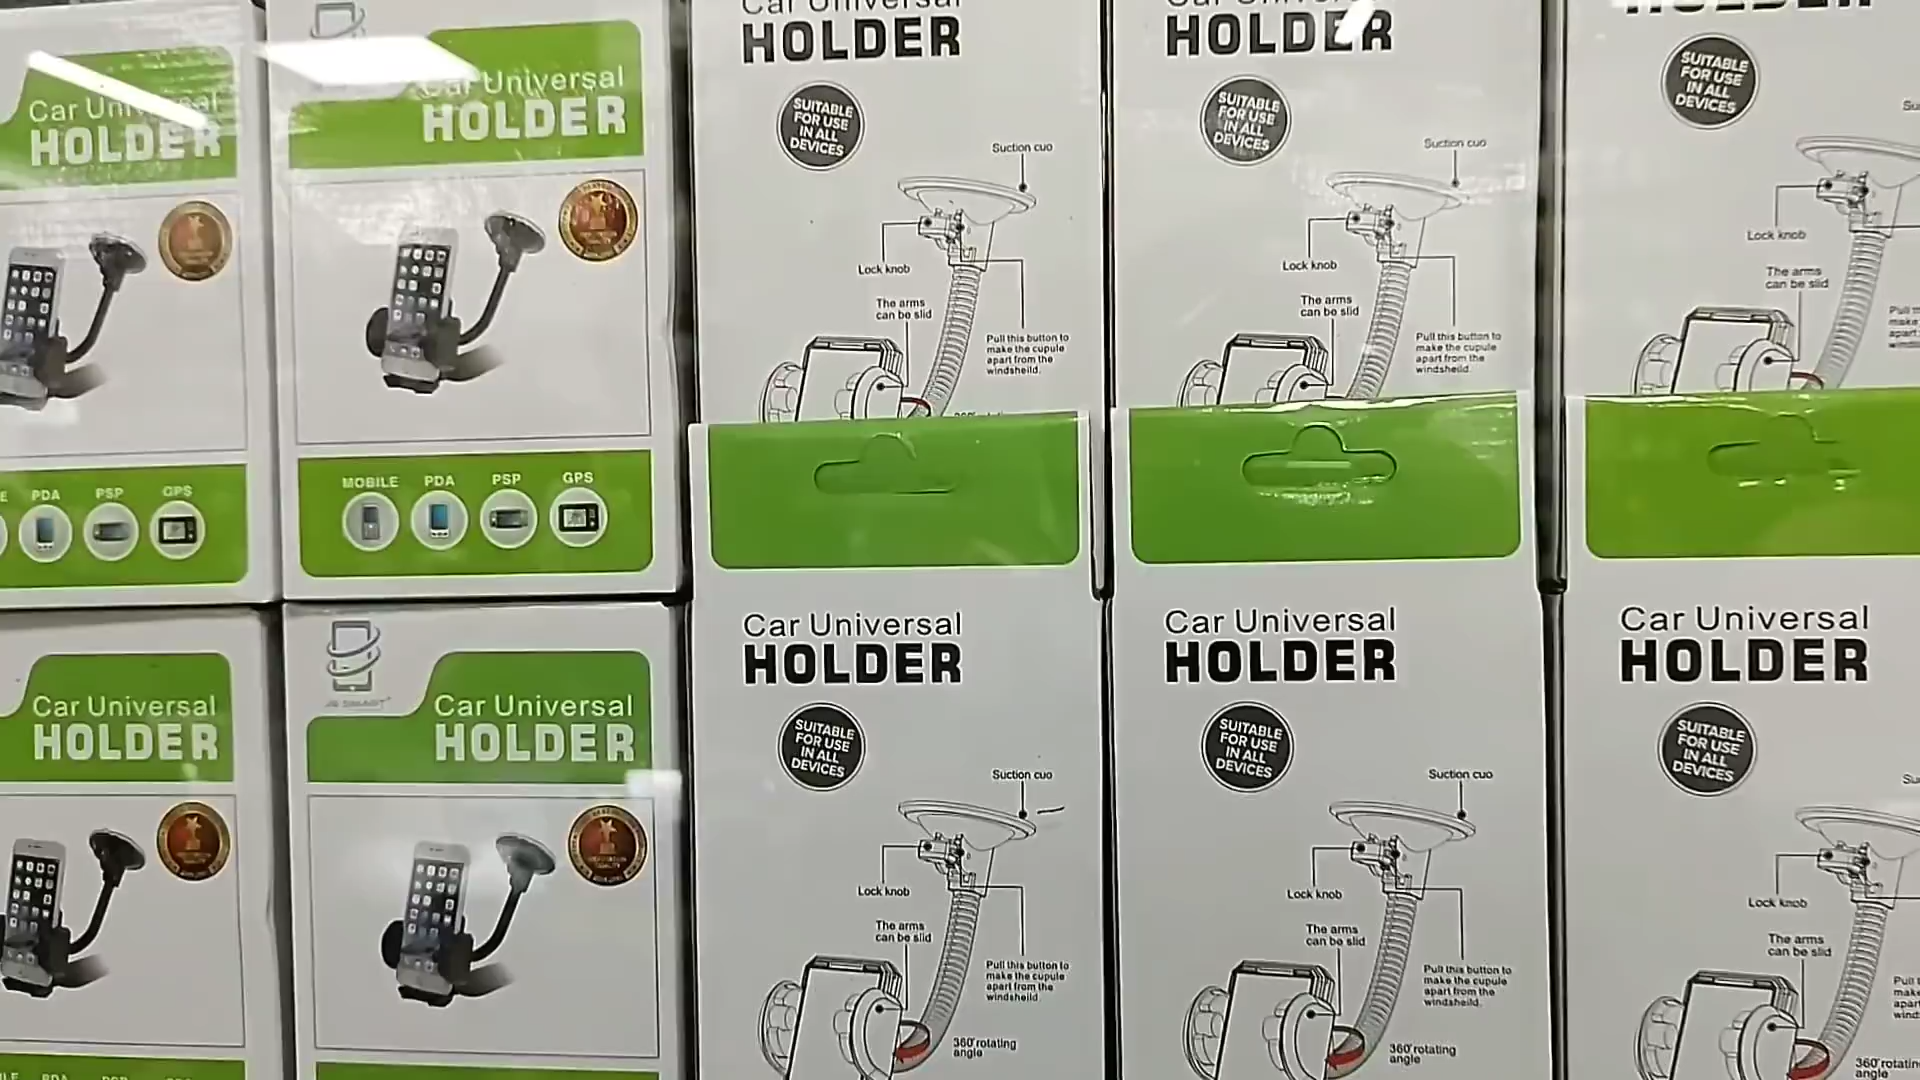 Car Universal
HOLDER
Car Universal
HOLDER
MOBILE PDA PSP GPS
PDA PSP GPS
Car Universal
HOLDER
SUITABLE
FOR USE
IN ALL
DEVICES
Suction cuo
Lock knob
The arms
can be slid
Pull this button to
make the cupule
apart from the
windsheild.
HOLDER
SUITABLE
FOR USE
IN ALL
DEVICES
Suction cuo
Lock knob
The arms
can be slid
Pull this button to
make the cupule
apart from the
windsheild.
HOLDER
SUITABLE
FOR USE
IN ALL
DEVICES
Lock knob
The arms
can be slid
Car Universal
HOLDER
Car Universal
HOLDER
Car Universal
HOLDER
SUITABLE
FOR USE
IN ALL
DEVICES
Suction cuo
Lock knob
The arms
can be slid
Pull this button to
make the cupule
apart from the
windsheild.
360°rotating
angle
Car Universal
HOLDER
SUITABLE
FOR USE
IN ALL
DEVICES
Suction cuo
Lock knob
The arms
can be slid
Pull this button to
make the cupule
apart from the
windsheild.
360°rotating
angle
Car Universal
HOLDER
SUITABLE
FOR USE
IN ALL
DEVICES
Lock knob
The arms
can be slid
360°rotating
angle